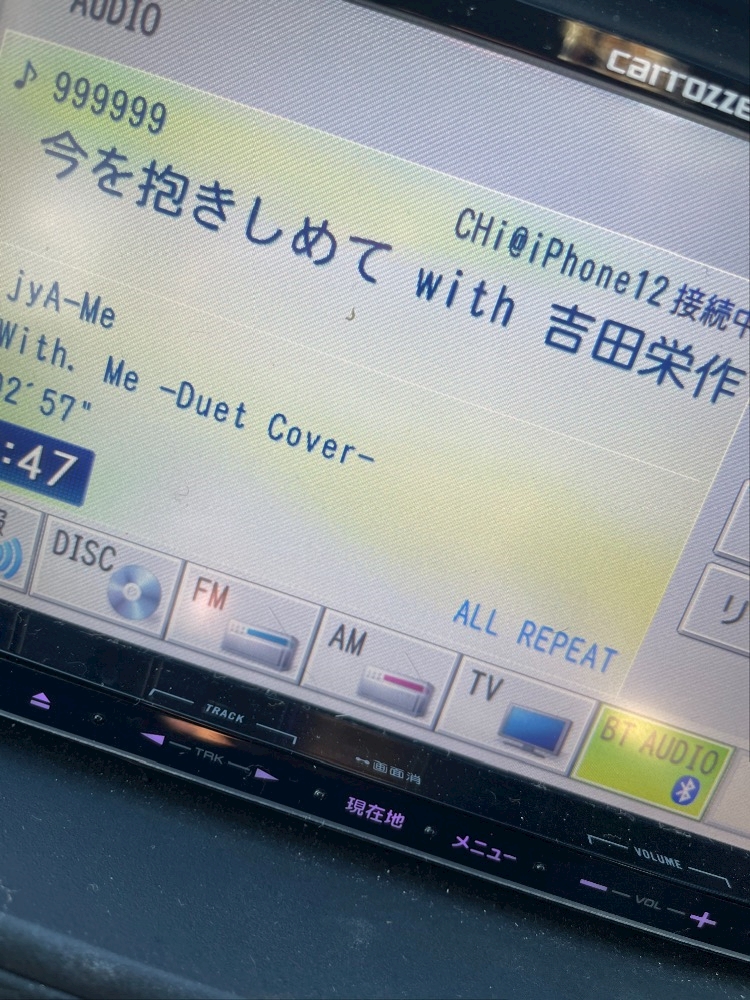 AUDIO
carrozze
♪ 999999
CHi@iPhone12 接続中
今を抱きしめて with 吉田栄作
jyA-Me
With. Me -Duet Cover-
02´57"
:47
DISC
FM
AM
TV
BT AUDIO
ALL REPEAT
リ
TRACK
TRK
画面消
現在地
メニュー
VOLUME
VOL